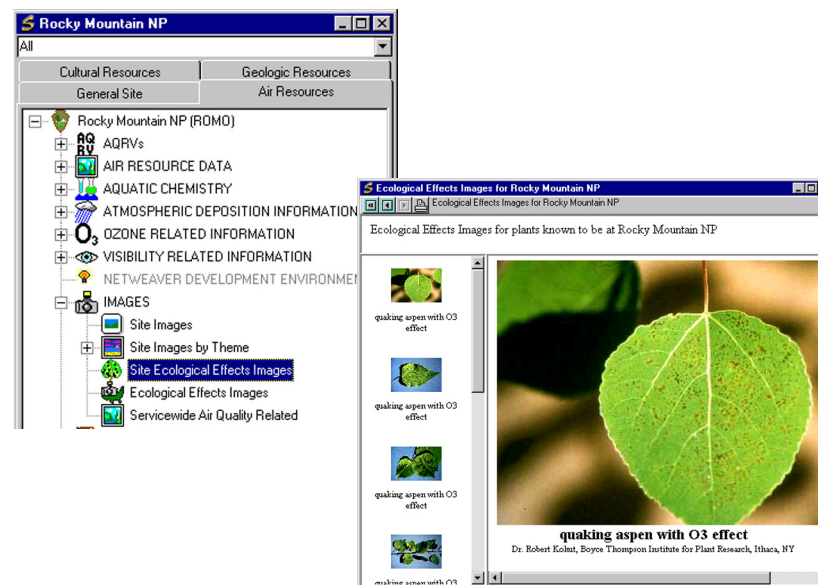 Rocky Mountain NP
All
Cultural Resources
Geologic Resources
General Site
Air Resources
Rocky Mountain NP (ROMO)
AQRVs
AIR RESOURCE DATA
AQUATIC CHEMISTRY
ATMOSPHERIC DEPOSITION INFORMATION
O3 OZONE RELATED INFORMATION
VISIBILITY RELATED INFORMATION
NETWEAVER DEVELOPMENT ENVIRONMEN
IMAGES
Site Images
Site Images by Theme
Site Ecological Effects Images
Ecological Effects Images
Servicewide Air Quality Related
Ecological Effects Images for Rocky Mountain NP
Ecological Effects Images for Rocky Mountain NP
Ecological Effects Images for plants known to be at Rocky Mountain NP
quaking aspen with O3
effect
quaking aspen with O3
effect
quaking aspen with O3
effect
quaking aspen with O3
quaking aspen with O3 effect
Dr. Robert Kohut, Boyce Thompson Institute for Plant Research, Ithaca, NY